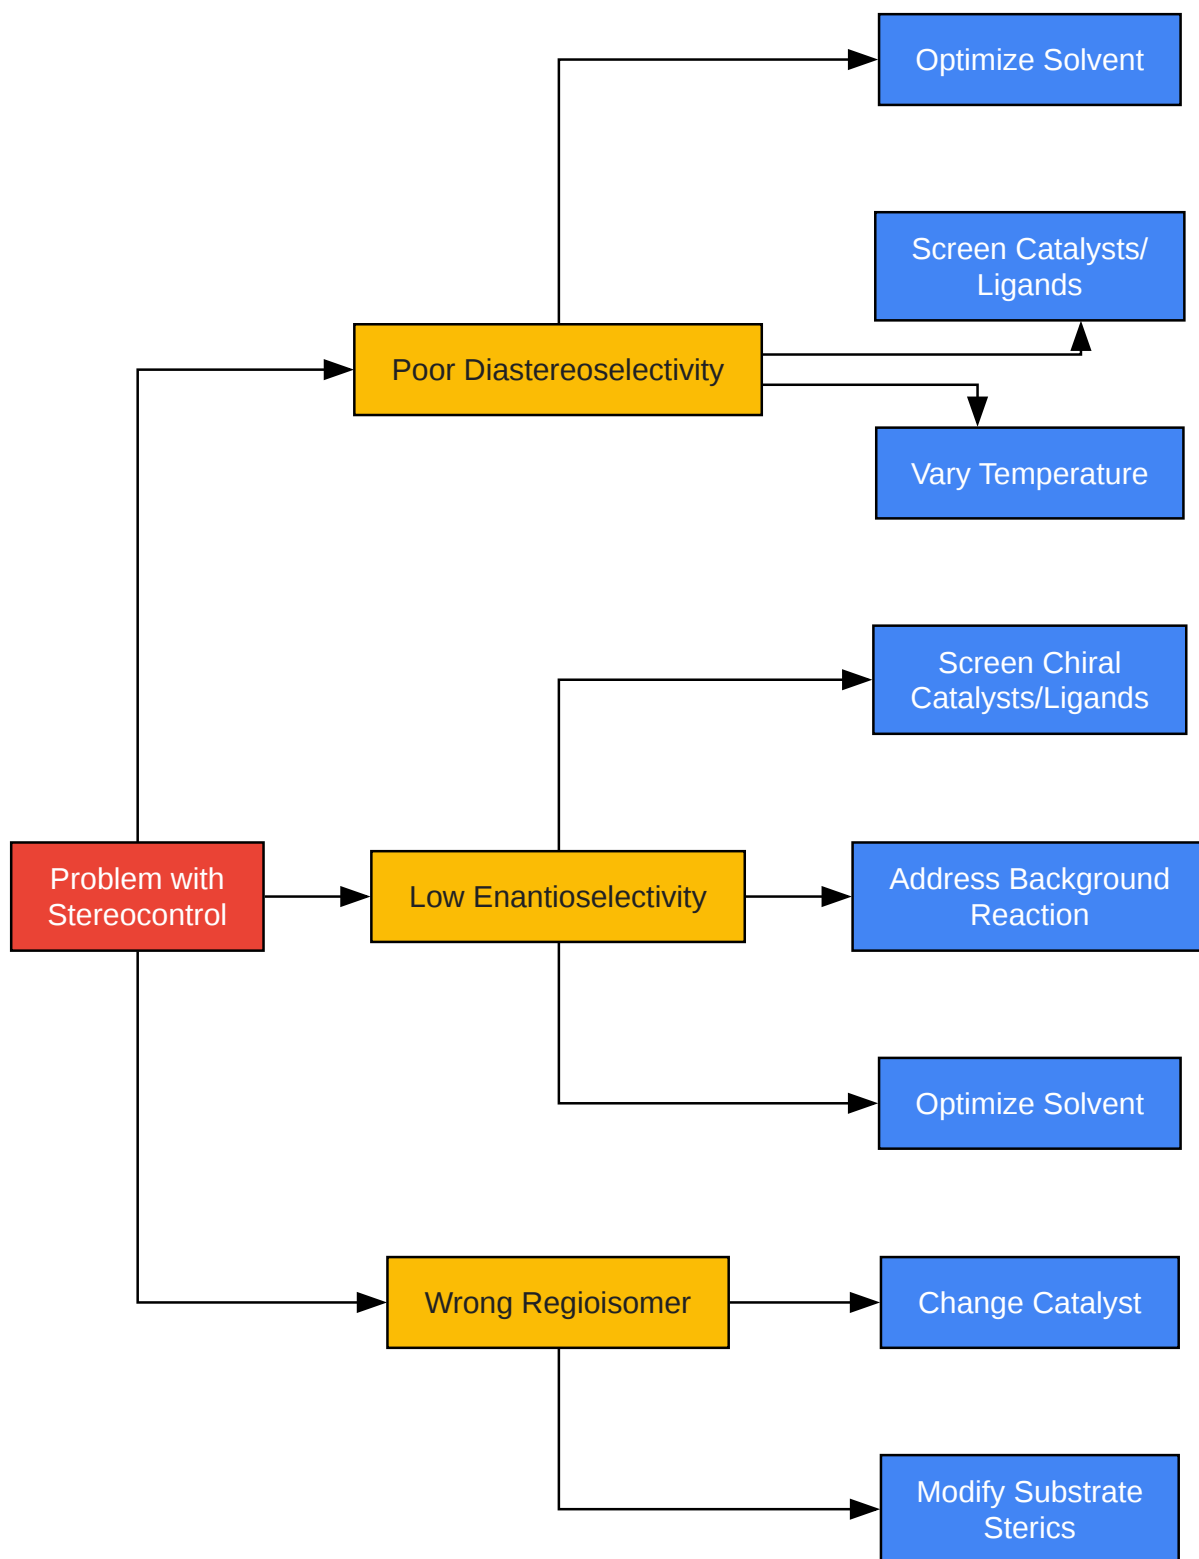 Optimize Solvent
Screen Catalysts/
Ligands
Poor Diastereoselectivity
Vary Temperature
Screen Chiral
Catalysts/Ligands
Problem with
Stereocontrol
Low Enantioselectivity
Address Background
Reaction
Optimize Solvent
Wrong Regioisomer
Change Catalyst
Modify Substrate
Sterics